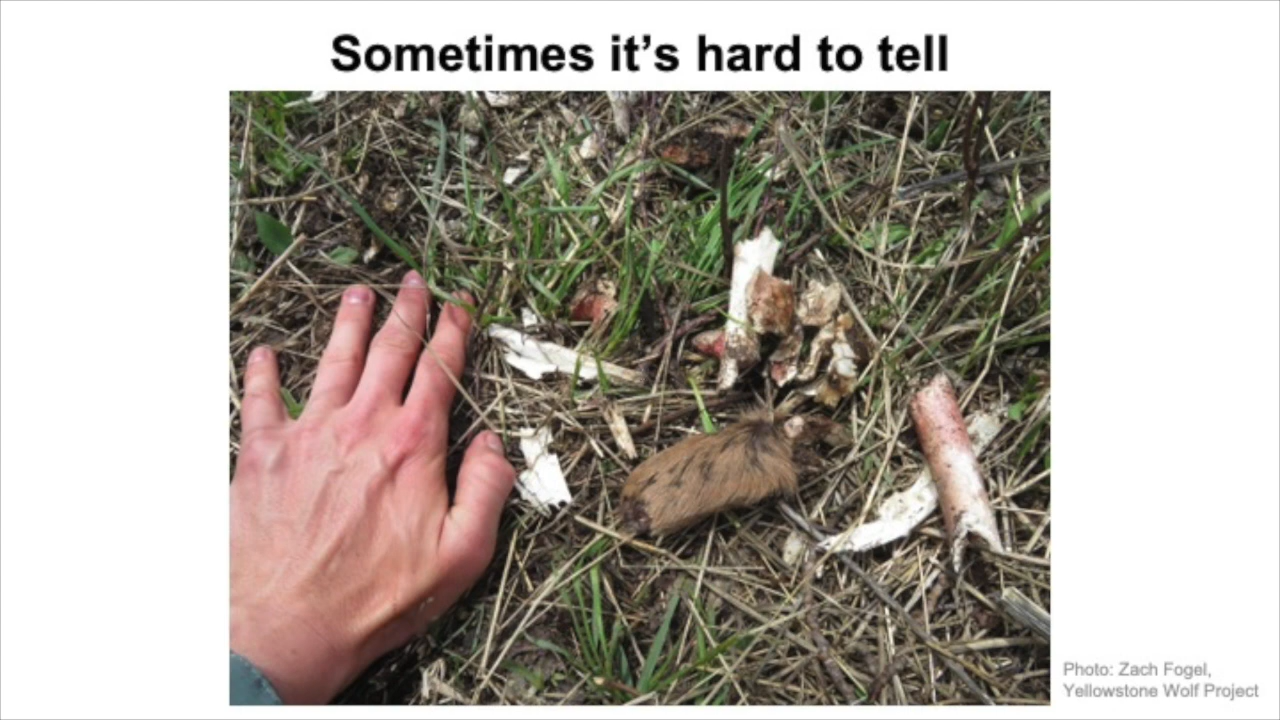 Sometimes it's hard to tell
Photo: Zach Fogel,
Yellowstone Wolf Project